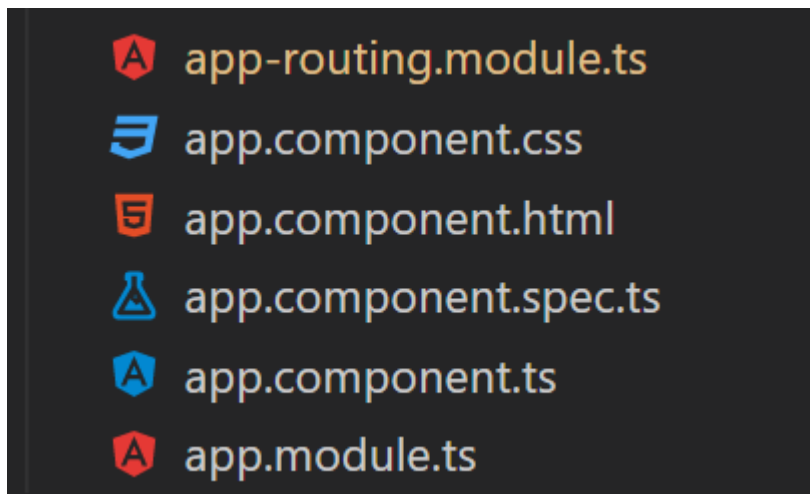 app-routing.module.ts
app.component.css
app.component.html
app.component.spec.ts
app.component.ts
app.module.ts